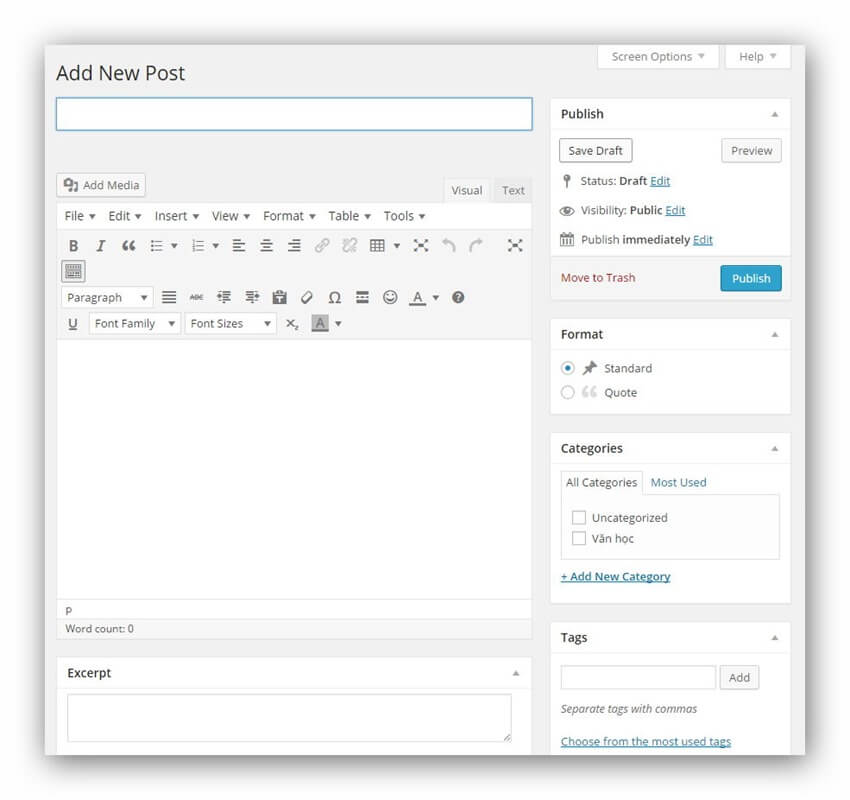 Screen Options
Help
Add New Post
Add Media
Visual
Text
File Edit Insert View Format Table Tools
B I
ABC
Paragraph
Ω A
U Font Family Font Sizes X₂ A
P
Word count: 0
Excerpt
Publish
Save Draft
Preview
Status: Draft Edit
Visibility: Public Edit
Publish immediately Edit
Move to Trash
Publish
Format
Standard
Quote
Categories
All Categories
Most Used
Uncategorized
Văn học
+ Add New Category
Tags
Add
Separate tags with commas
Choose from the most used tags